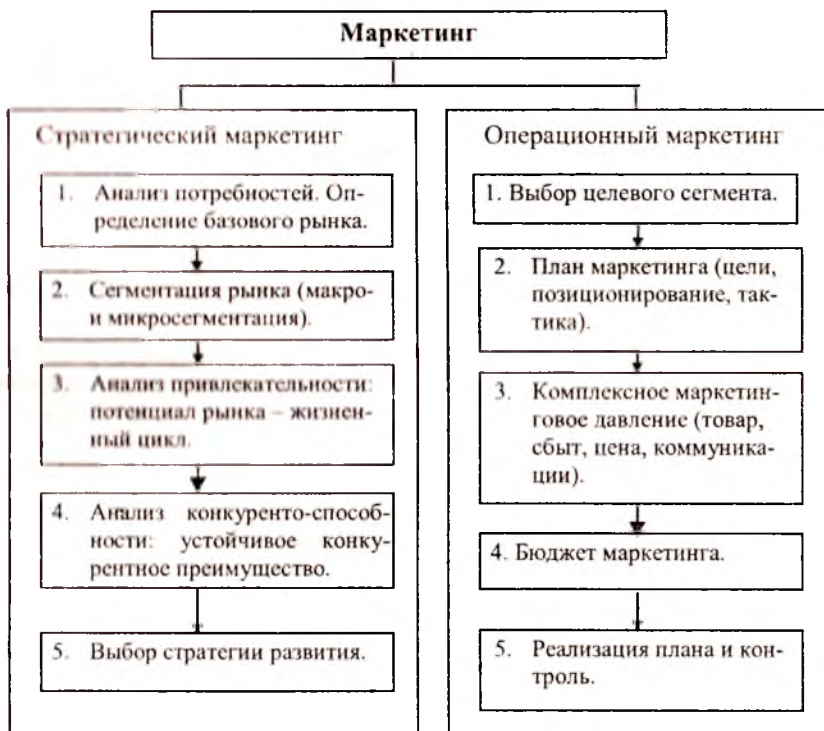 Маркетинг
Стратегический маркетинг
1. Анализ потребностей. Оп-
ределение базового рынка.
2. Сегментация рынка (макро-
и микросегментация).
3. Анализ привлекательности:
потенциал рынка – жизнен-
ный цикл.
4. Анализ конкуренто-способ-
ности: устойчивое конку-
рентное преимущество.
5. Выбор стратегии развития.
Операционный маркетинг
1. Выбор целевого сегмента.
2. План маркетинга (цели,
позиционирование, так-
тика).
3. Комплексное маркетин-
говое давление (товар,
сбыт, цена, коммуника-
ции).
4. Бюджет маркетинга.
5. Реализация плана и кон-
троль.